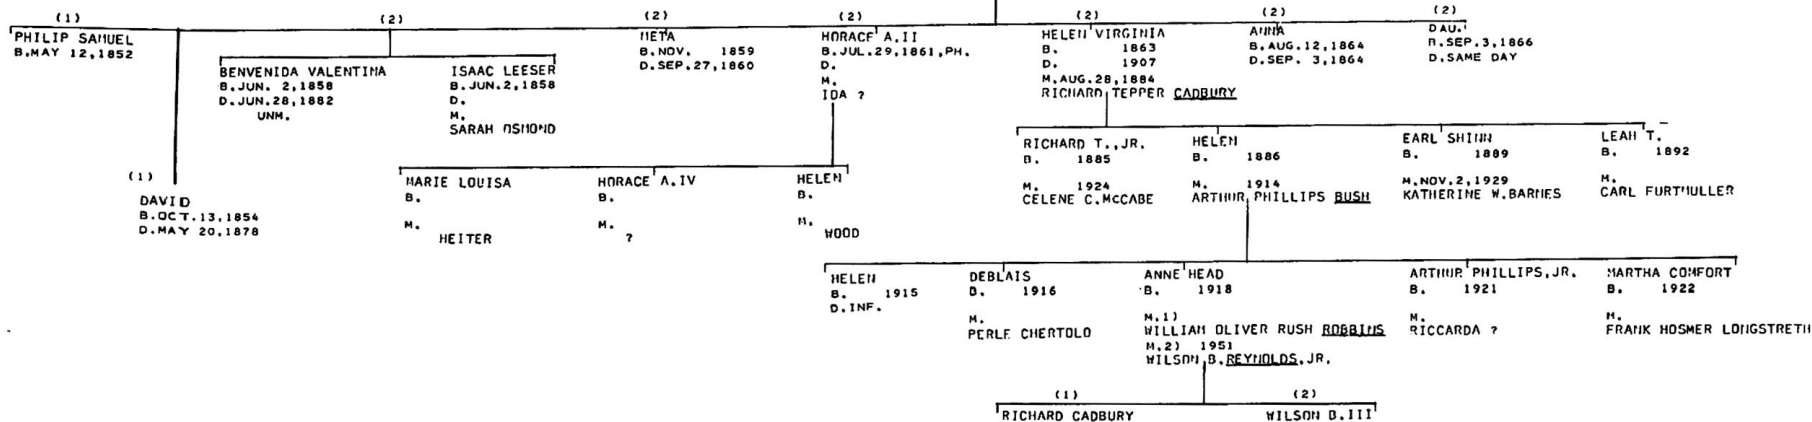 (1)
PHILIP SAMUEL
B.MAY 12,1852
(1)
DAVID
B.OCT.13,1854
D.MAY 20,1878
(2)
BENVENIDA VALENTINA
B.JUN. 2,1858
D.JUN.28,1882
UNM.
ISAAC LEESER
B.JUN.2,1858
D.
M.
SARAH OSMOND
(2)
META
B.NOV. 1859
D.SEP.27,1860
(2)
HORACE A.II
B.JUL.29,1861,PH.
D.
M.
IDA ?
MARIE LOUISA
B.
M.
HEITER
HORACE A.IV
B.
M.
?
HELEN
B.
M.
WOOD
(2)
HELEN VIRGINIA
B. 1863
D. 1907
M.AUG.28,1884
RICHARD TEPPER CADBURY
(2)
ANNA
B.AUG.12,1864
D.SEP. 3,1864
(2)
DAU.
B.SEP.3,1866
D.SAME DAY
RICHARD T.,JR.
B. 1885
M. 1924
CELENE C.MCCABE
HELEN
B. 1886
M. 1914
ARTHUR PHILLIPS BUSH
EARL SHINN
B. 1889
M.NOV.2,1929
KATHERINE W.BARNES
LEAH T.
B. 1892
M.
CARL FURTMULLER
HELEN
B. 1915
D.INF.
DEBLAIS
B. 1916
M.
PERLE CHERTOLO
ANNE HEAD
B. 1918
M.1)
WILLIAM OLIVER RUSH ROBBINS
M.2) 1951
WILSON B.REYNOLDS,JR.
ARTHUR PHILLIPS,JR.
B. 1921
M.
RICCARDA ?
MARTHA COMFORT
B. 1922
M.
FRANK HOSMER LONGSTRETH
(1)
RICHARD CADBURY
(2)
WILSON B.III